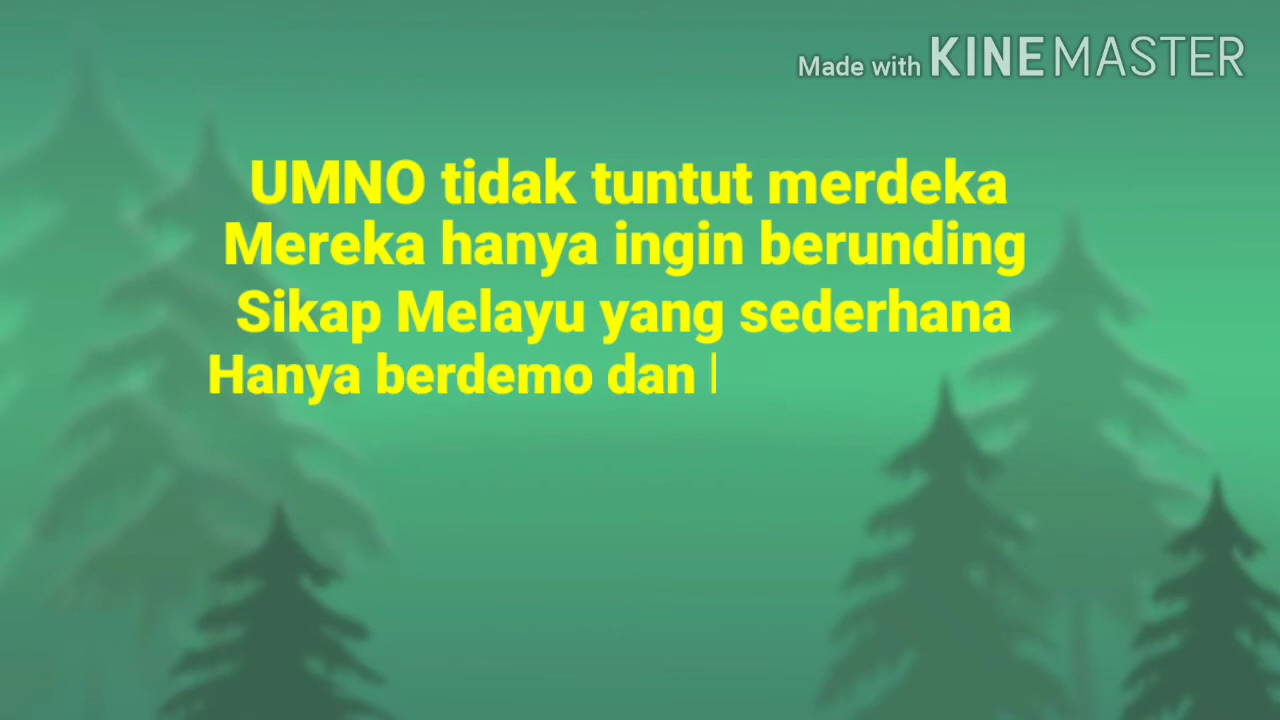 Made with KINEMASTER
UMNO tidak tuntut merdeka
Mereka hanya ingin berunding
Sikap Melayu yang sederhana
Hanya berdemo dan